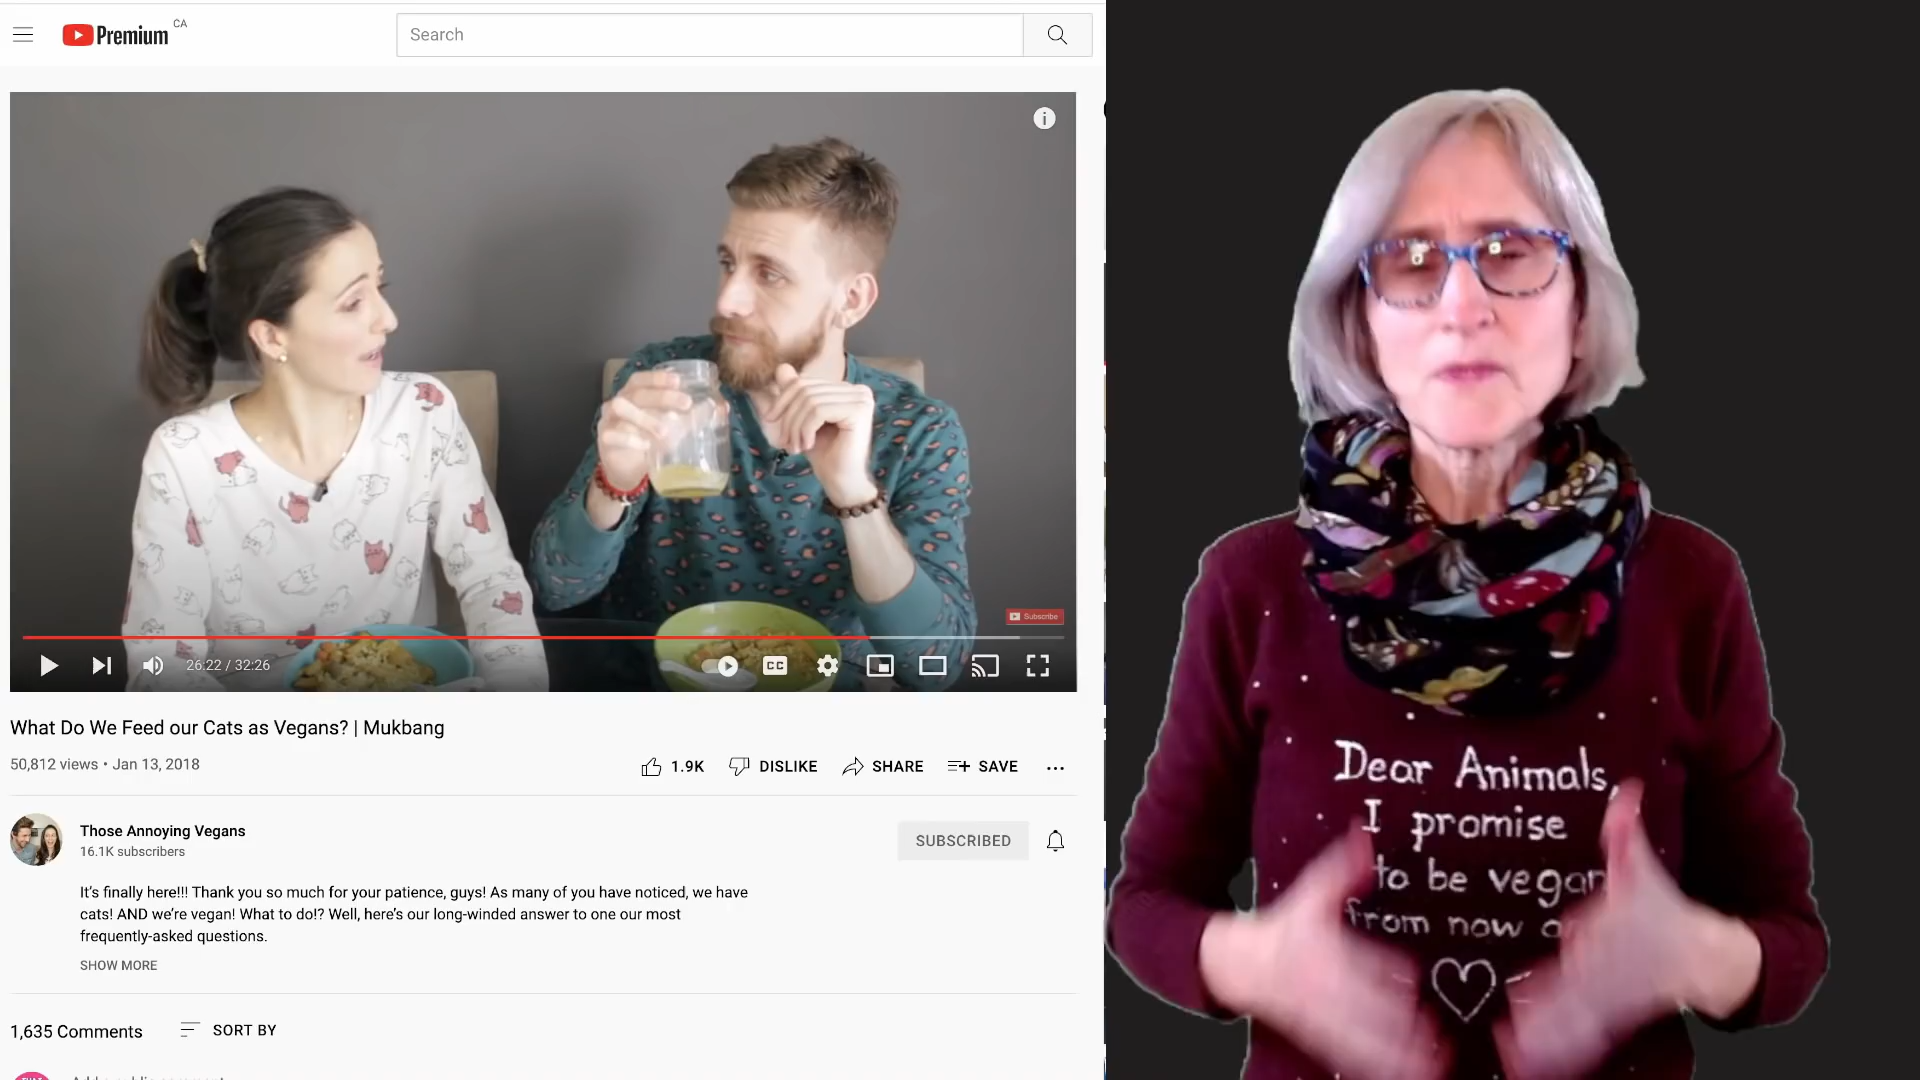 Premium CA
Search
Subscribe
26:22 / 32:26
CC
What Do We Feed our Cats as Vegans? | Mukbang
50,812 views • Jan 13, 2018
1.9K DISLIKE SHARE SAVE
Those Annoying Vegans
16.1K subscribers
SUBSCRIBED
It's finally here!!! Thank you so much for your patience, guys! As many of you have noticed, we have
cats! AND we're vegan! What to do!? Well, here's our long-winded answer to one our most
frequently-asked questions.
SHOW MORE
1,635 Comments SORT BY
Dear Animals,
I promise
to be vegan
from now